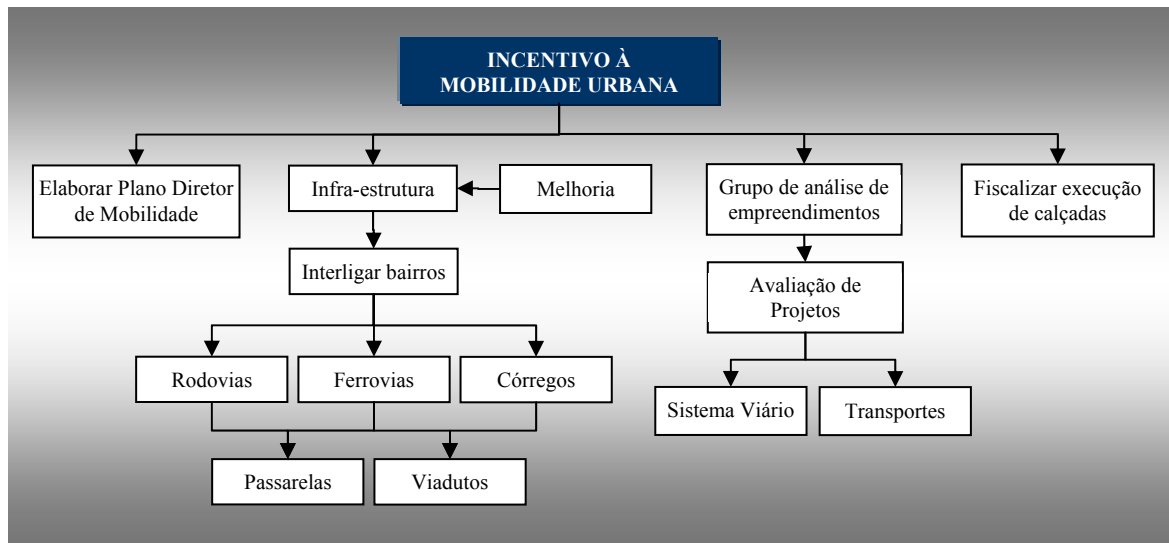 INCENTIVO À
MOBILIDADE URBANA
Elaborar Plano Diretor
de Mobilidade
Infra-estrutura
Melhoria
Grupo de análise de
empreendimentos
Fiscalizar execução
de calçadas
Interligar bairros
Avaliação de
Projetos
Rodovias
Ferrovias
Córregos
Sistema Viário
Transportes
Passarelas
Viadutos